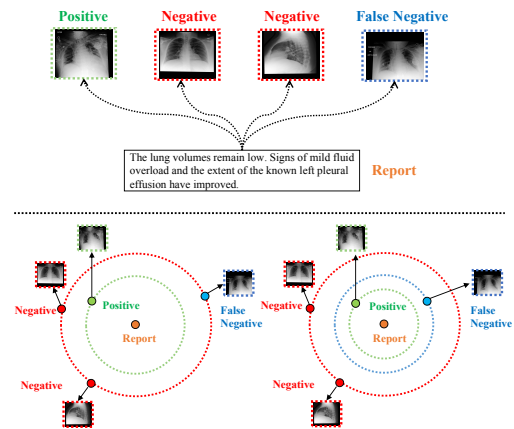 Positive
Negative
Negative
False Negative
The lung volumes remain low. Signs of mild fluid
overload and the extent of the known left pleural
effusion have improved.
Report
Negative
Positive
False
Negative
Report
Negative
Negative
Positive
False
Negative
Report
Negative